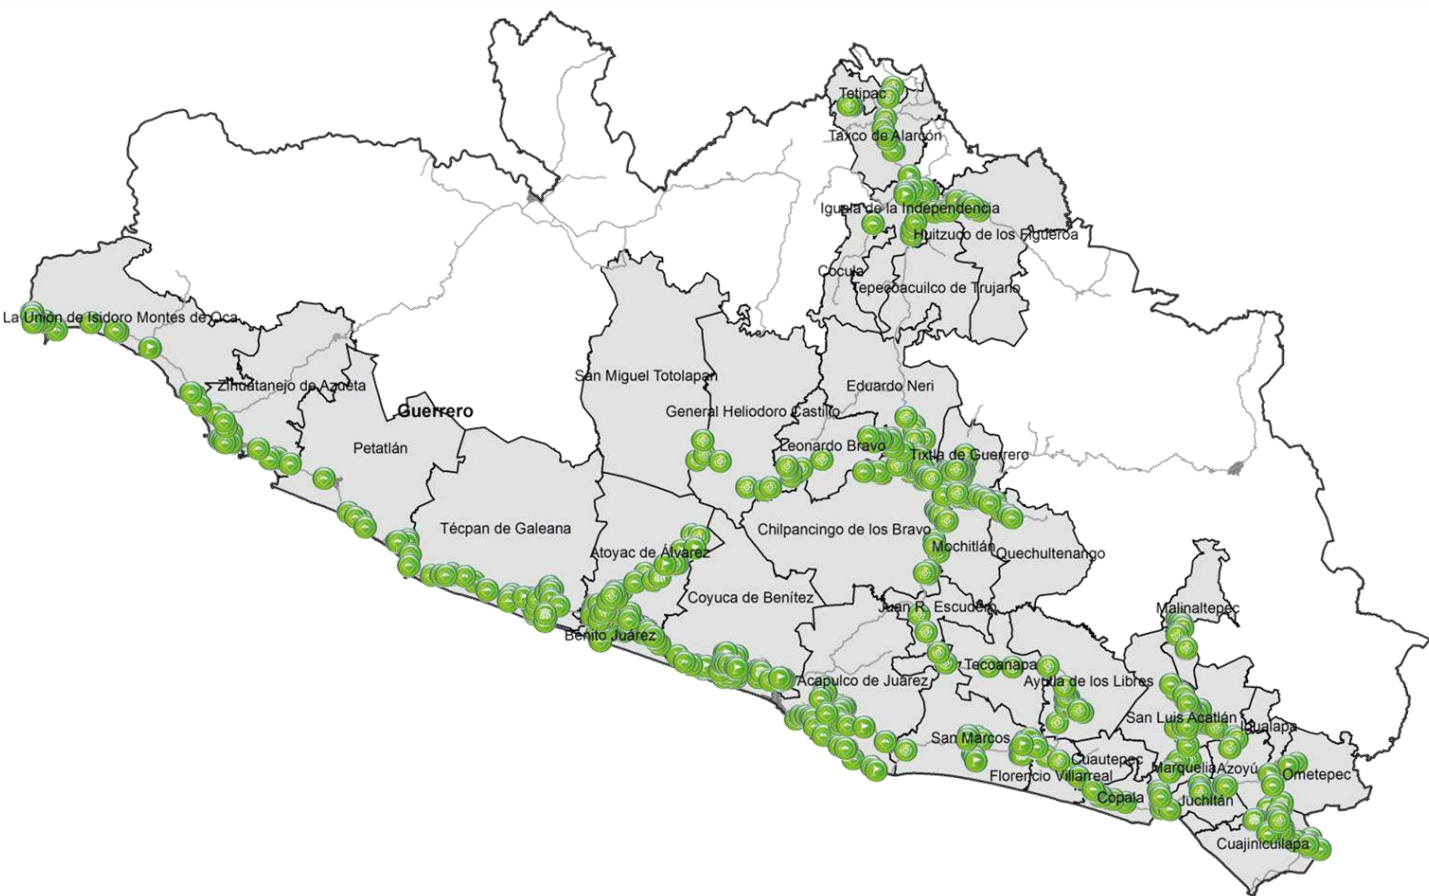 Tetipac
Taxco de Alarcón
Iguala de la Independencia
Huitzuco de los Figueroa
Cocula
Tepecoacuilco de Trujano
La Unión de Isidoro Montes de Oca
San Miguel Totolapan
Zihuatanejo de Azueta
Eduardo Neri
Guerrero
General Heliodoro Castillo
Petatlán
Leonardo Bravo
Tixtla de Guerrero
Técpan de Galeana
Chilpancingo de los Bravo
Mochitlán
Quechultenango
Atoyac de Álvarez
Coyuca de Benítez
Juan R. Escudero
Malinaltepec
Benito Juárez
Tecoanapa
Acapulco de Juárez
Ayutla de los Libres
San Luis Acatlán
Igualapa
San Marcos
Cuautepec
Marquelia
Azoyú
Ometepec
Florencio Villarreal
Copala
Juchitán
Cuajinicuilapa